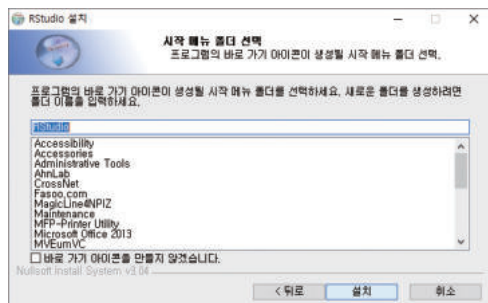 RStudio 설치
시작 메뉴 폴더 선택
프로그램의 바로 가기 아이콘이 생성될 시작 메뉴 폴더 선택.
프로그램의 바로 가기 아이콘이 생성될 시작 메뉴 폴더를 선택하세요. 새로운 폴더를 생성하려면
폴더 이름을 입력하세요.
RStudio
Accessibility
Accessories
Administrative Tools
AhnLab
CrossNet
Fasoo.com
MagicLine4NPIZ
Maintenance
MFP-Printer Utility
Microsoft Office 2013
MVEumVC
바로 가기 아이콘을 만들지 않겠습니다.
Nullsoft Install System v3.04
< 뒤로 설치 취소